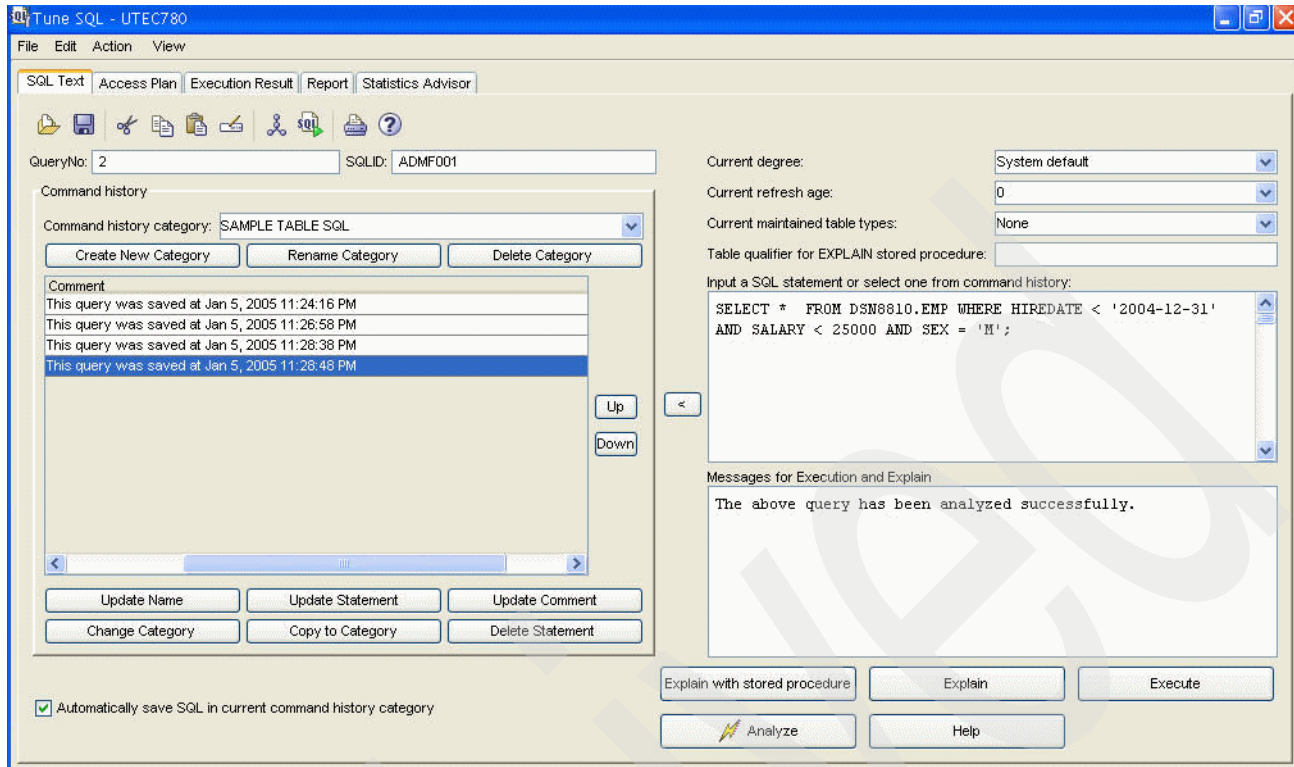 Tune SQL - UTEC780
File Edit Action View
SQL Text Access Plan Execution Result Report Statistics Advisor
QueryNo: 2 SQLID: ADMF001
Command history
Command history category: SAMPLE TABLE SQL
Create New Category Rename Category Delete Category
Comment
This query was saved at Jan 5, 2005 11:24:16 PM
This query was saved at Jan 5, 2005 11:26:58 PM
This query was saved at Jan 5, 2005 11:28:38 PM
This query was saved at Jan 5, 2005 11:28:48 PM
Up
Down
<
Update Name Update Statement Update Comment
Change Category Copy to Category Delete Statement
Automatically save SQL in current command history category
Current degree: System default
Current refresh age: 0
Current maintained table types: None
Table qualifier for EXPLAIN stored procedure:
Input a SQL statement or select one from command history:
SELECT * FROM DSN8810.EMP WHERE HIREDATE < '2004-12-31'
AND SALARY < 25000 AND SEX = 'M';
Messages for Execution and Explain
The above query has been analyzed successfully.
Explain with stored procedure Explain Execute
Analyze Help